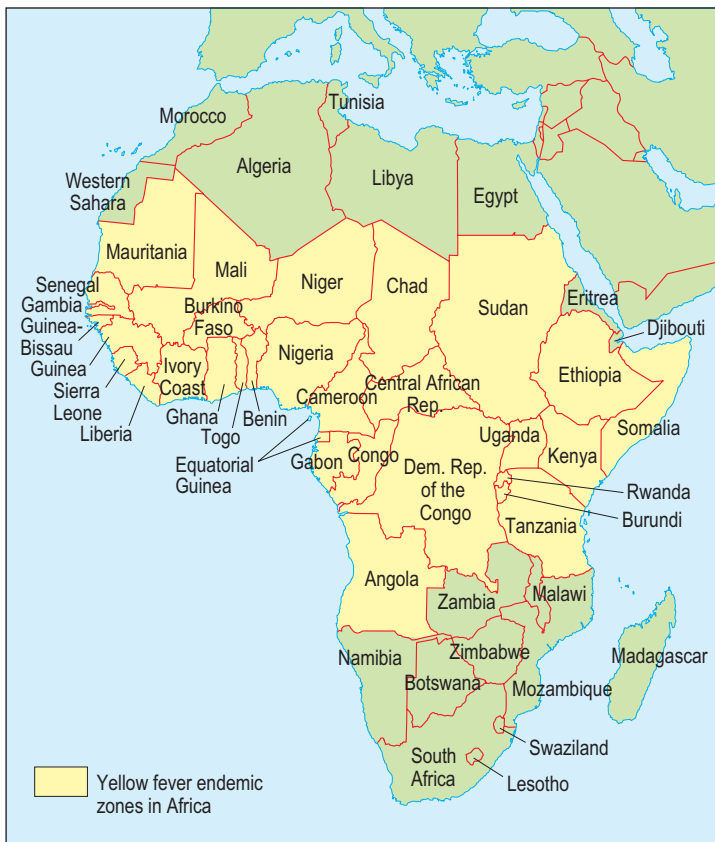 Tunisia
Morocco
Algeria
Libya
Egypt
Western
Sahara
Mauritania
Mali
Niger
Chad
Sudan
Eritrea
Djibouti
Senegal
Gambia
Guinea-
Bissau
Guinea
Sierra
Leone
Liberia
Burkino
Faso
Ivory
Coast
Ghana
Togo
Benin
Nigeria
Cameroon
Central African
Rep.
Ethiopia
Somalia
Equatorial
Guinea
Gabon
Congo
Dem. Rep.
of the
Congo
Uganda
Kenya
Rwanda
Burundi
Tanzania
Angola
Zambia
Malawi
Namibia
Zimbabwe
Botswana
Mozambique
Madagascar
Swaziland
South
Africa
Lesotho
Yellow fever endemic
zones in Africa